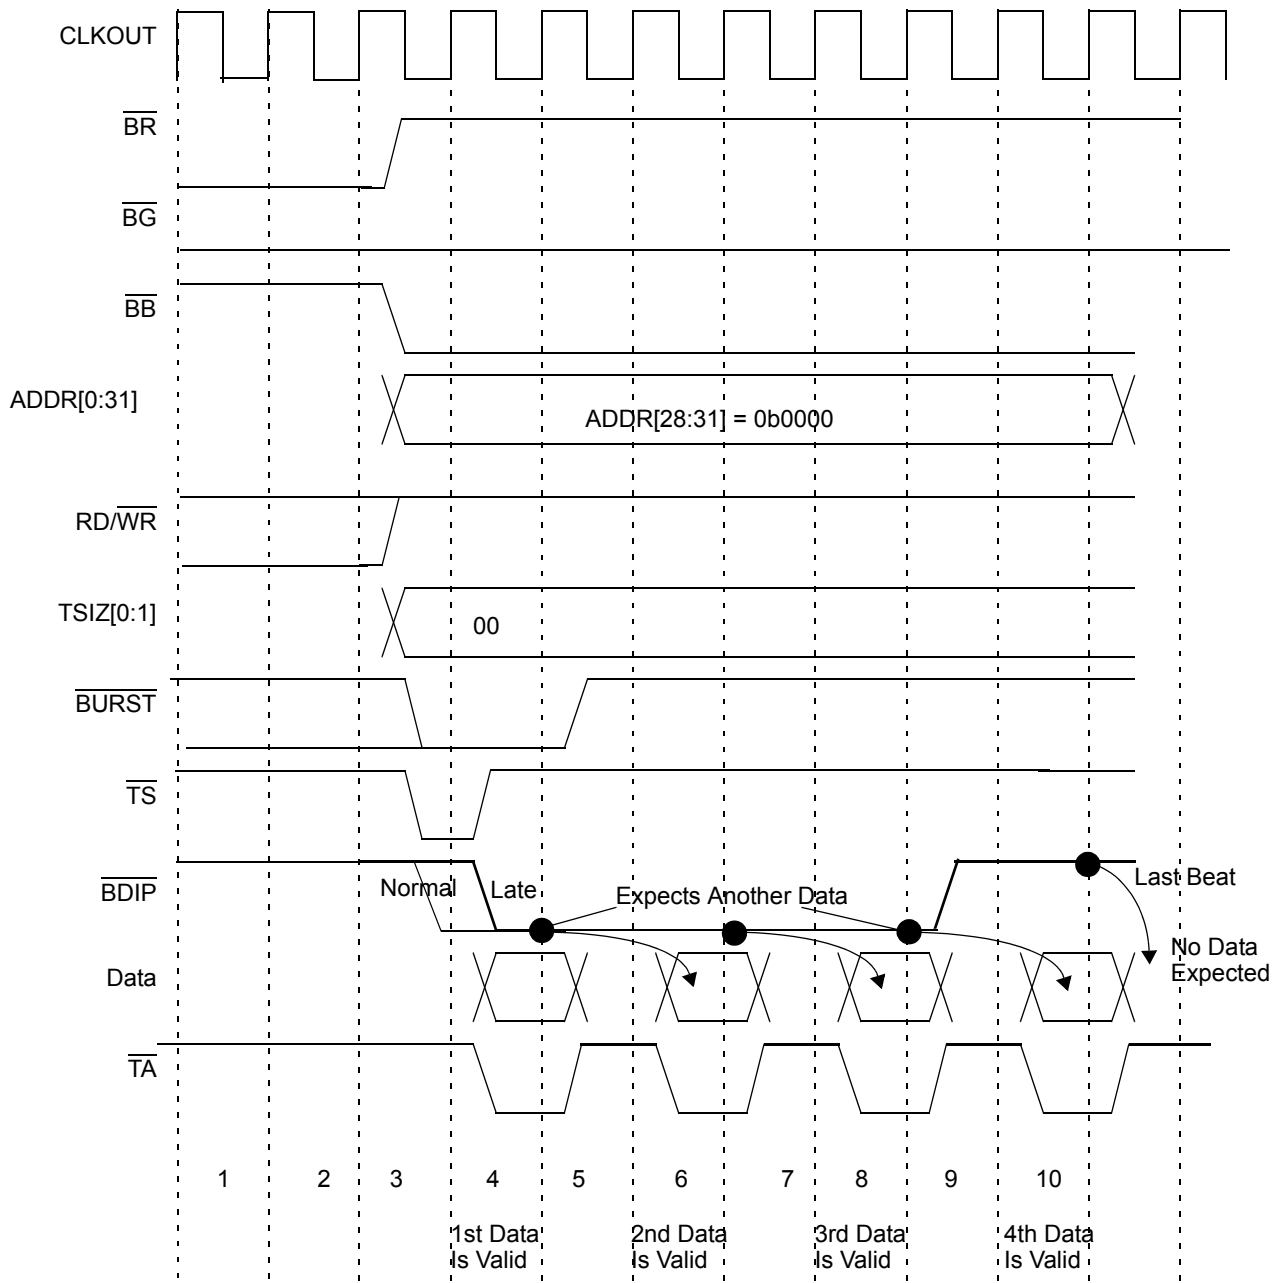 CLKOUT
BR
BG
BB
ADDR[0:31]
ADDR[28:31] = 0b0000
RD/WR
TSIZ[0:1]
00
BURST
TS
BDIP
Normal
Late
Expects Another Data
Last Beat
Data
No Data
Expected
TA
1 2 3 4 5 6 7 8 9 10
1st Data
Is Valid
2nd Data
Is Valid
3rd Data
Is Valid
4th Data
Is Valid